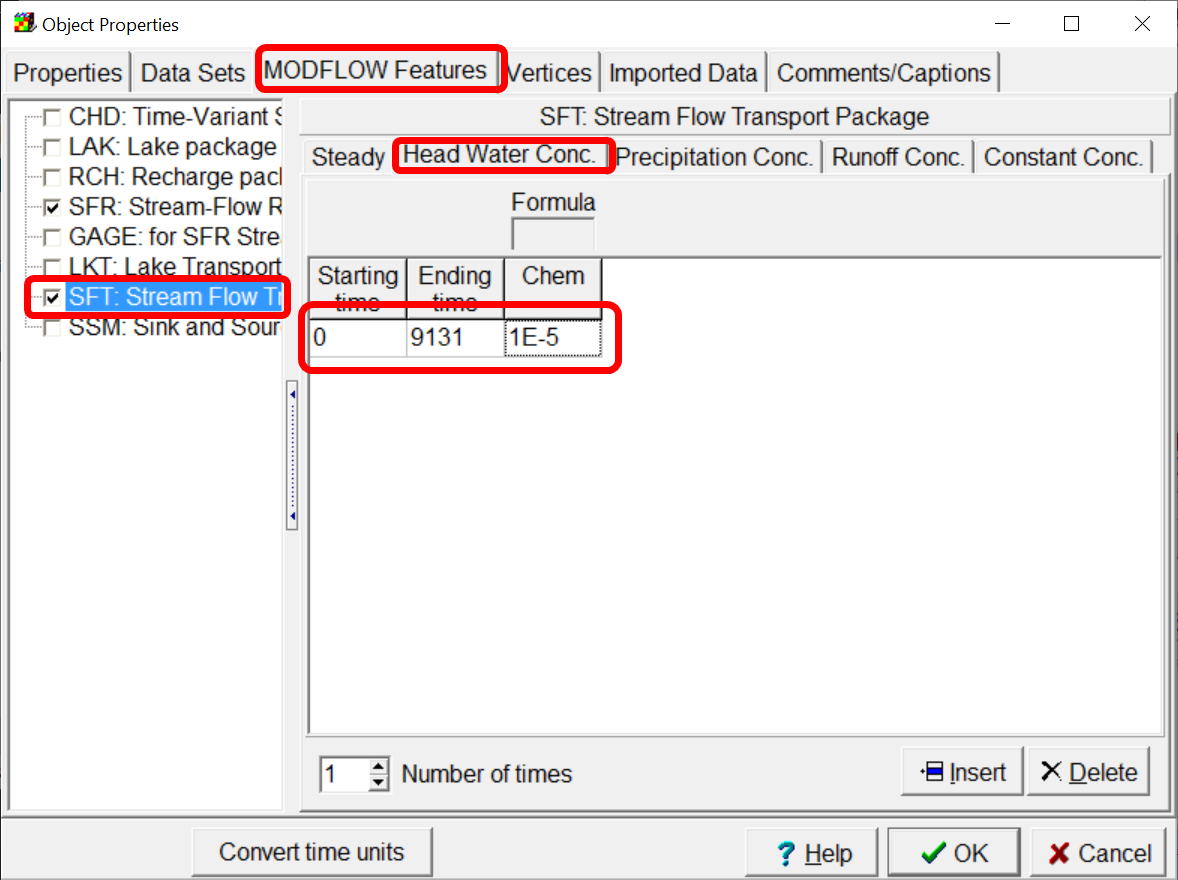 Object Properties
Properties Data Sets MODFLOW Features Vertices Imported Data Comments/Captions
CHD: Time-Variant S
LAK: Lake package
RCH: Recharge pac
SFR: Stream-Flow R
GAGE: for SFR Stre
LKT: Lake Transport
SFT: Stream Flow Tr
SSM: Sink and Sour
SFT: Stream Flow Transport Package
Steady Head Water Conc. Precipitation Conc. Runoff Conc. Constant Conc.
Formula
Starting time Ending time Chem
0 9131 1E-5
1 Number of times Insert Delete
Convert time units ? Help OK Cancel